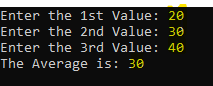 Enter the 1st Value: 20
Enter the 2nd Value: 30
Enter the 3rd Value: 40
The Average is: 30